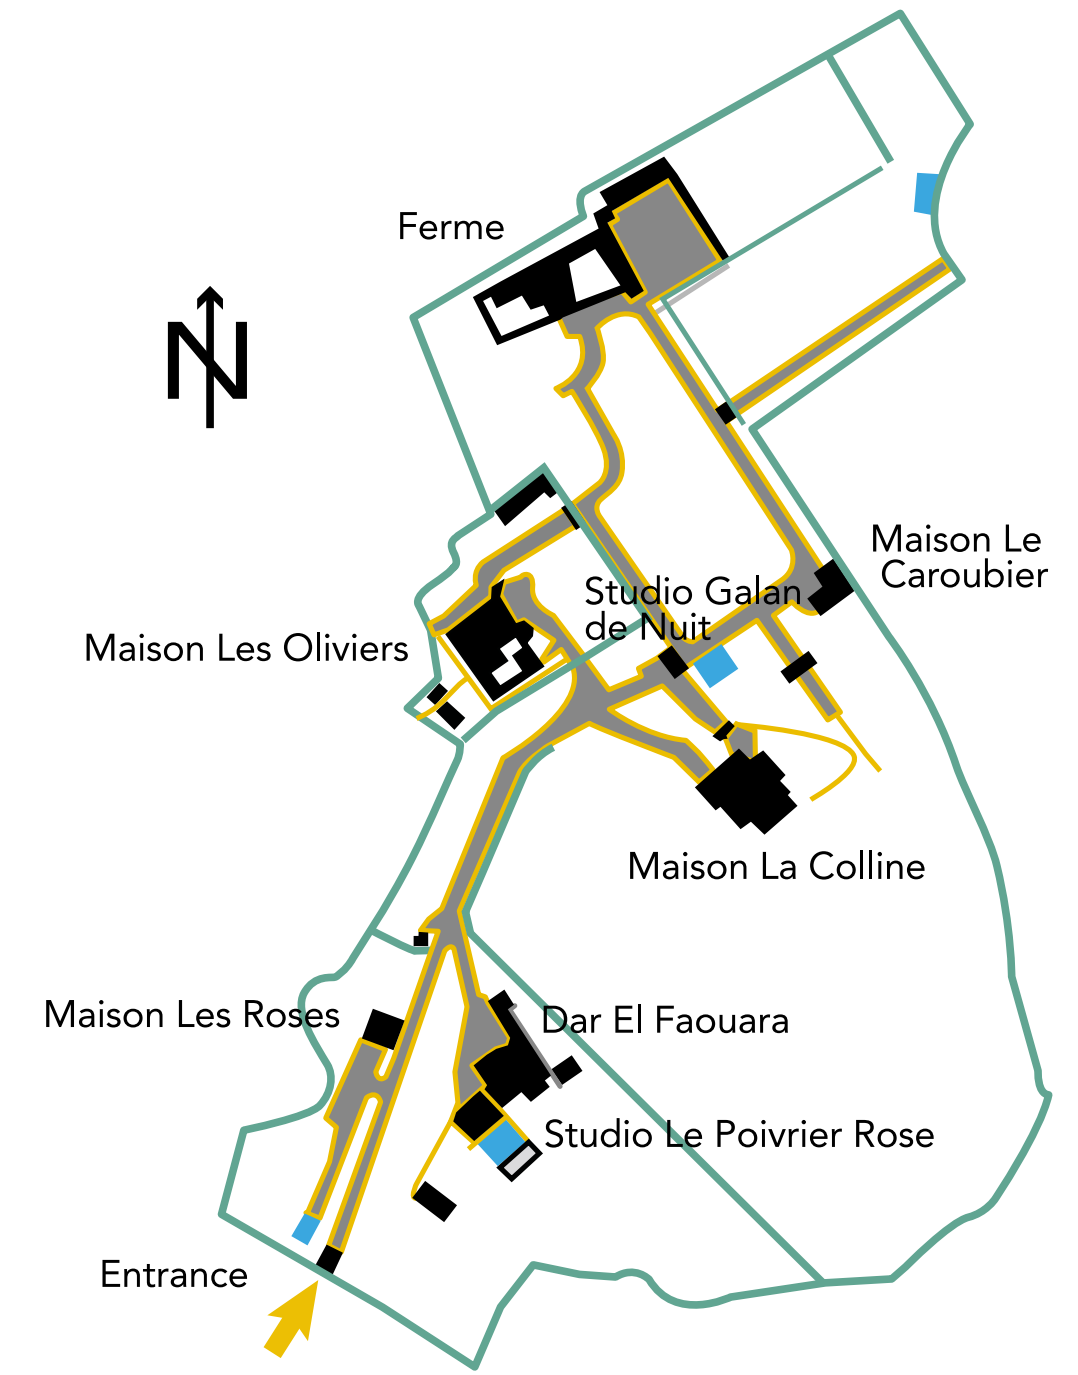 Ferme
N
Maison Le
Caroubier
Studio Galan
de Nuit
Maison Les Oliviers
Maison La Colline
Maison Les Roses
Dar El Faouara
Studio Le Poivrier Rose
Entrance